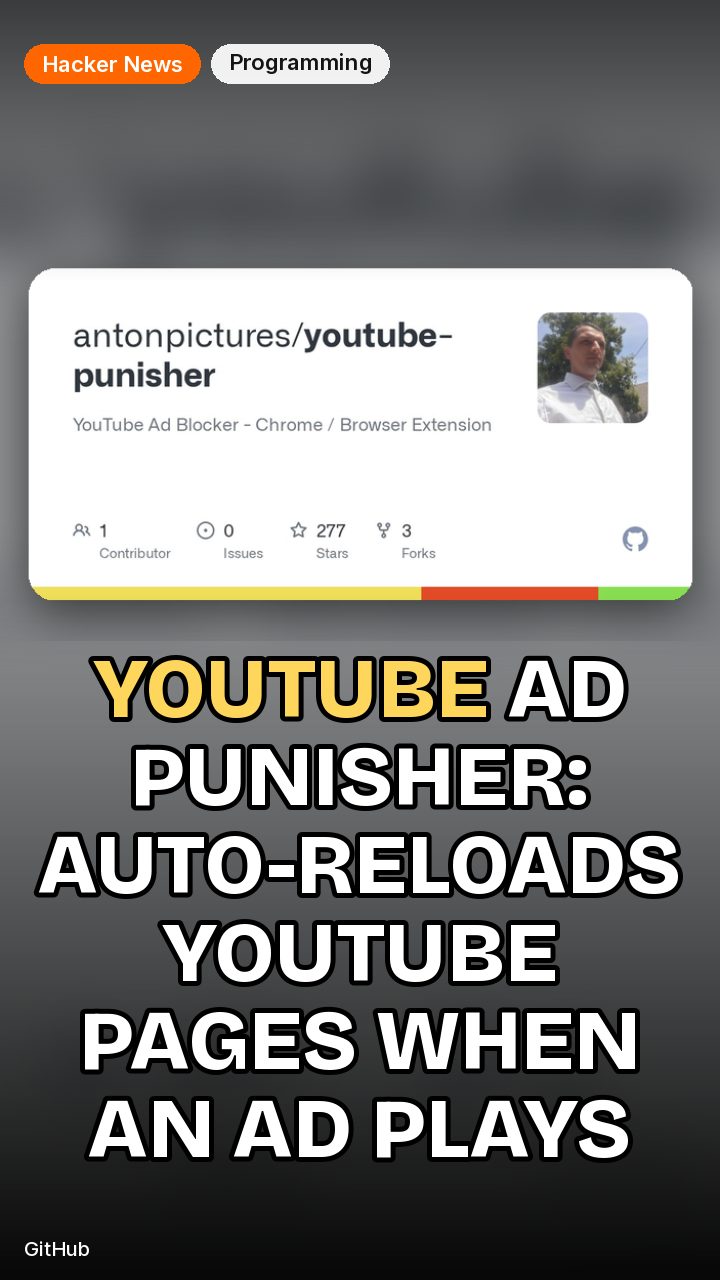 Hacker News
Programming
antonpictures/youtube-
punisher
YouTube Ad Blocker - Chrome / Browser Extension
1
Contributor
0
Issues
277
Stars
3
Forks
YOUTUBE AD
PUNISHER:
AUTO-RELOADS
YOUTUBE
PAGES WHEN
AN AD PLAYS
GitHub